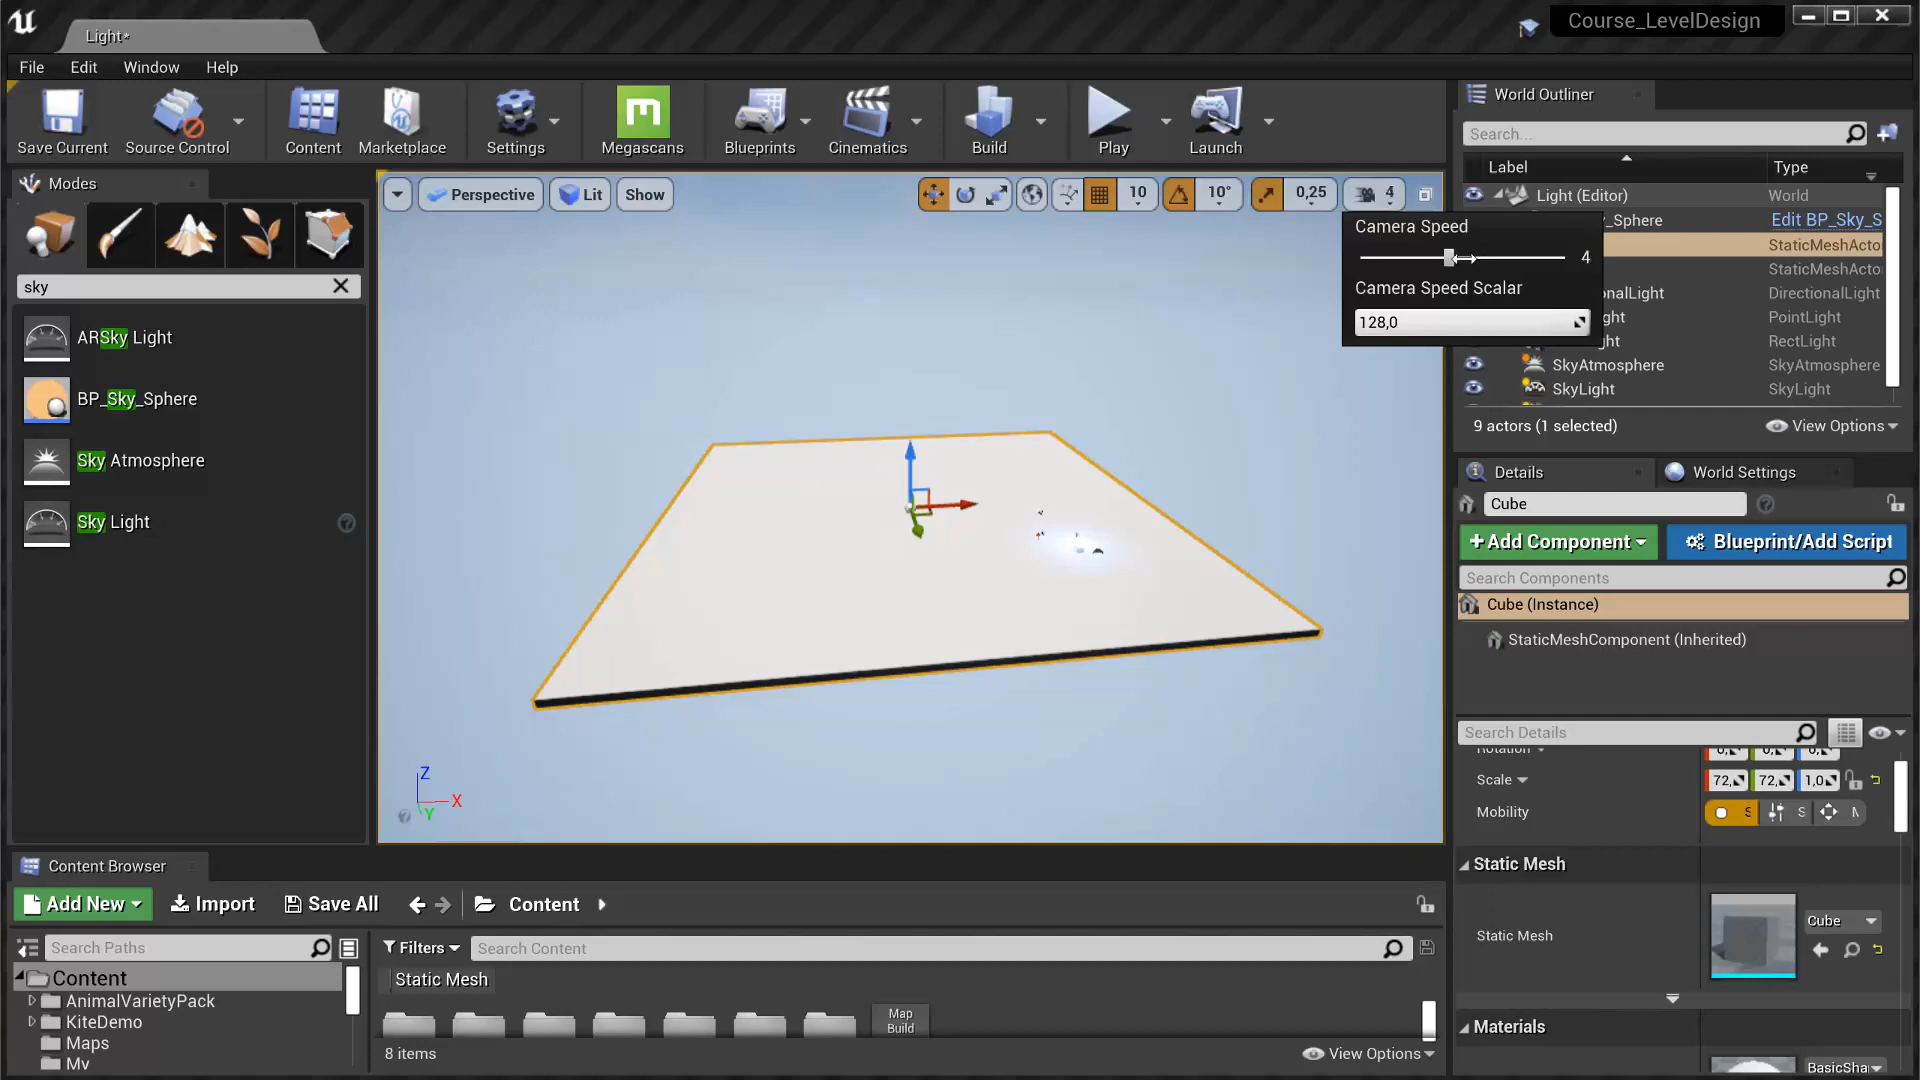 Light*
Course_LevelDesign
File
Edit
Window
Help
Save Current
Source Control
Content
Marketplace
Settings
Megascans
Blueprints
Cinematics
Build
Play
Launch
Modes
sky
ARSky Light
BP_Sky_Sphere
Sky Atmosphere
Sky Light
Perspective
Lit
Show
10
10°
0,25
4
Camera Speed
4
Camera Speed Scalar
128,0
Z
X
Y
World Outliner
Search...
Label
Type
Light (Editor)
World
_Sphere
Edit BP_Sky_S
StaticMeshActo
StaticMeshActo
onalLight
DirectionalLight
ght
PointLight
ght
RectLight
SkyAtmosphere
SkyAtmosphere
SkyLight
SkyLight
9 actors (1 selected)
View Options
Details
World Settings
Cube
+Add Component
Blueprint/Add Script
Search Components
Cube (Instance)
StaticMeshComponent (Inherited)
Search Details
Rotation
Scale
72,
72,
1,0
Mobility
S
S
M
Static Mesh
Static Mesh
Cube
Materials
BasicSha
Content Browser
Add New
Import
Save All
Content
Search Paths
Filters
Search Content
Content
Static Mesh
AnimalVarietyPack
KiteDemo
Maps
Mv
Map
Build
8 items
View Options